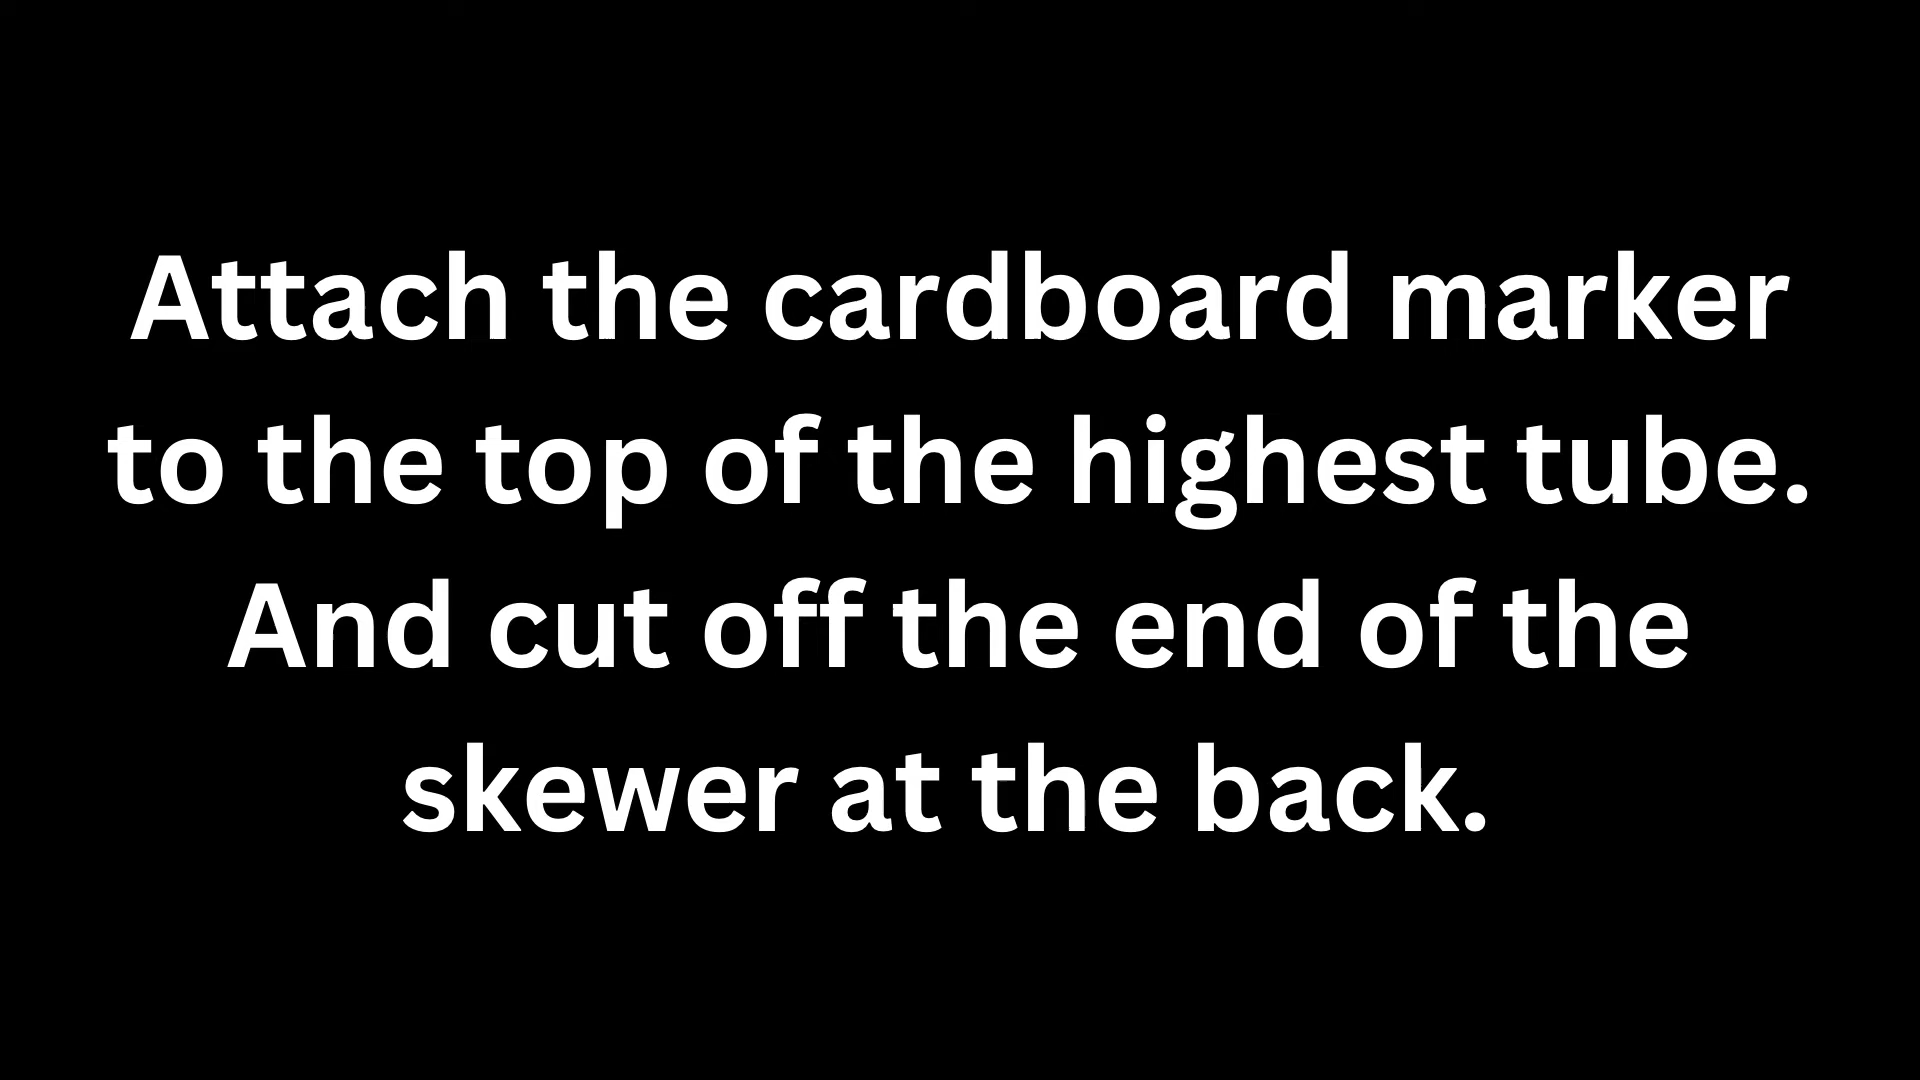 Attach the cardboard marker
to the top of the highest tube.
And cut off the end of the
skewer at the back.